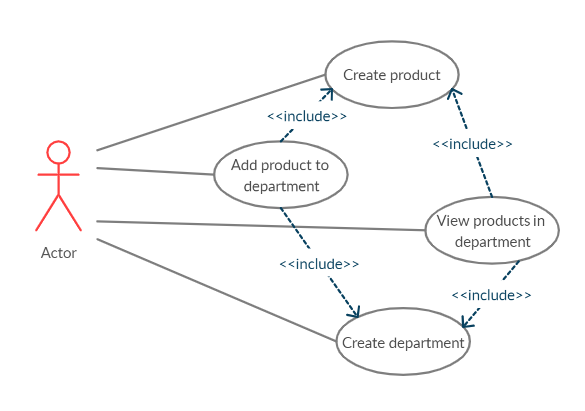 Create product
<<include>>
<<include>>
Add product to
department
View products in
department
Actor
<<include>>
<<include>>
Create department